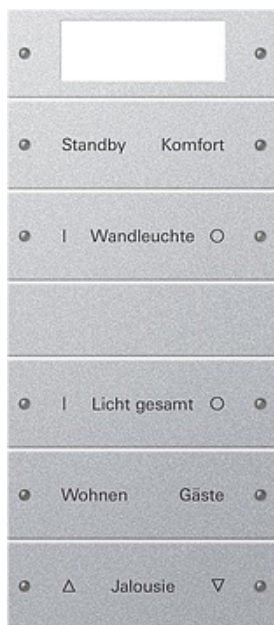 Standby Komfort
I Wandleuchte O
I Licht gesamt O
Wohnen Gäste
△ Jalousie ▽